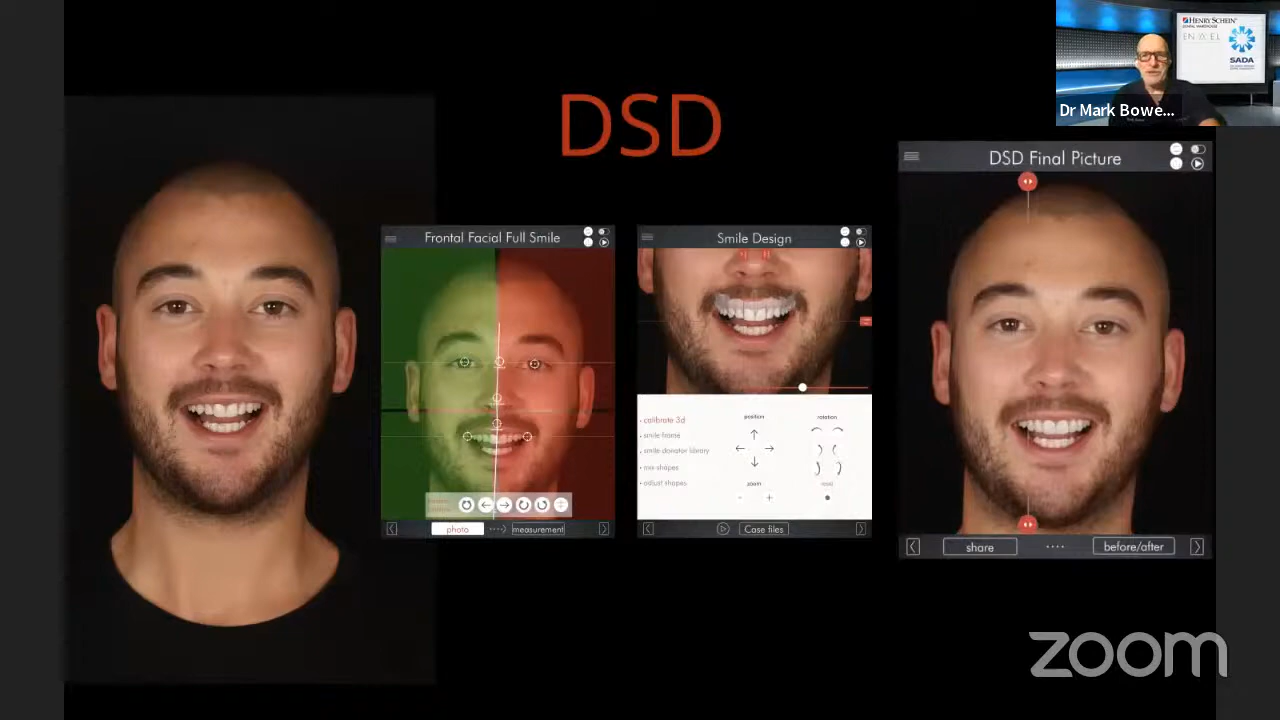 DSD
HENRY SCHEIN
SADA
Dr Mark Bowe...
Frontal Facial Full Smile
photo
measurement
Smile Design
calibrate 3d
smile frame
smile donator library
mix shapes
adjust shapes
position
rotation
zoom
- +
reset
Case files
DSD Final Picture
share
before/after
zoom